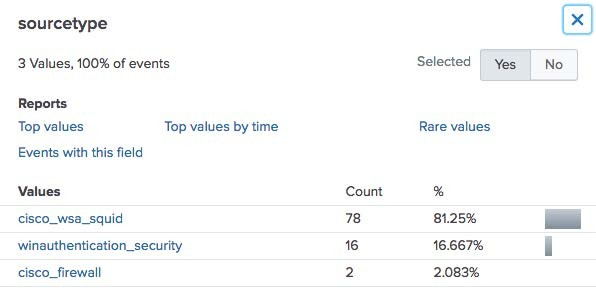 sourcetype
3 Values, 100% of events
Selected Yes No
Reports
Top values Top values by time Rare values
Events with this field
Values Count %
cisco_wsa_squid 78 81.25%
winauthentication_security 16 16.667%
cisco_firewall 2 2.083%